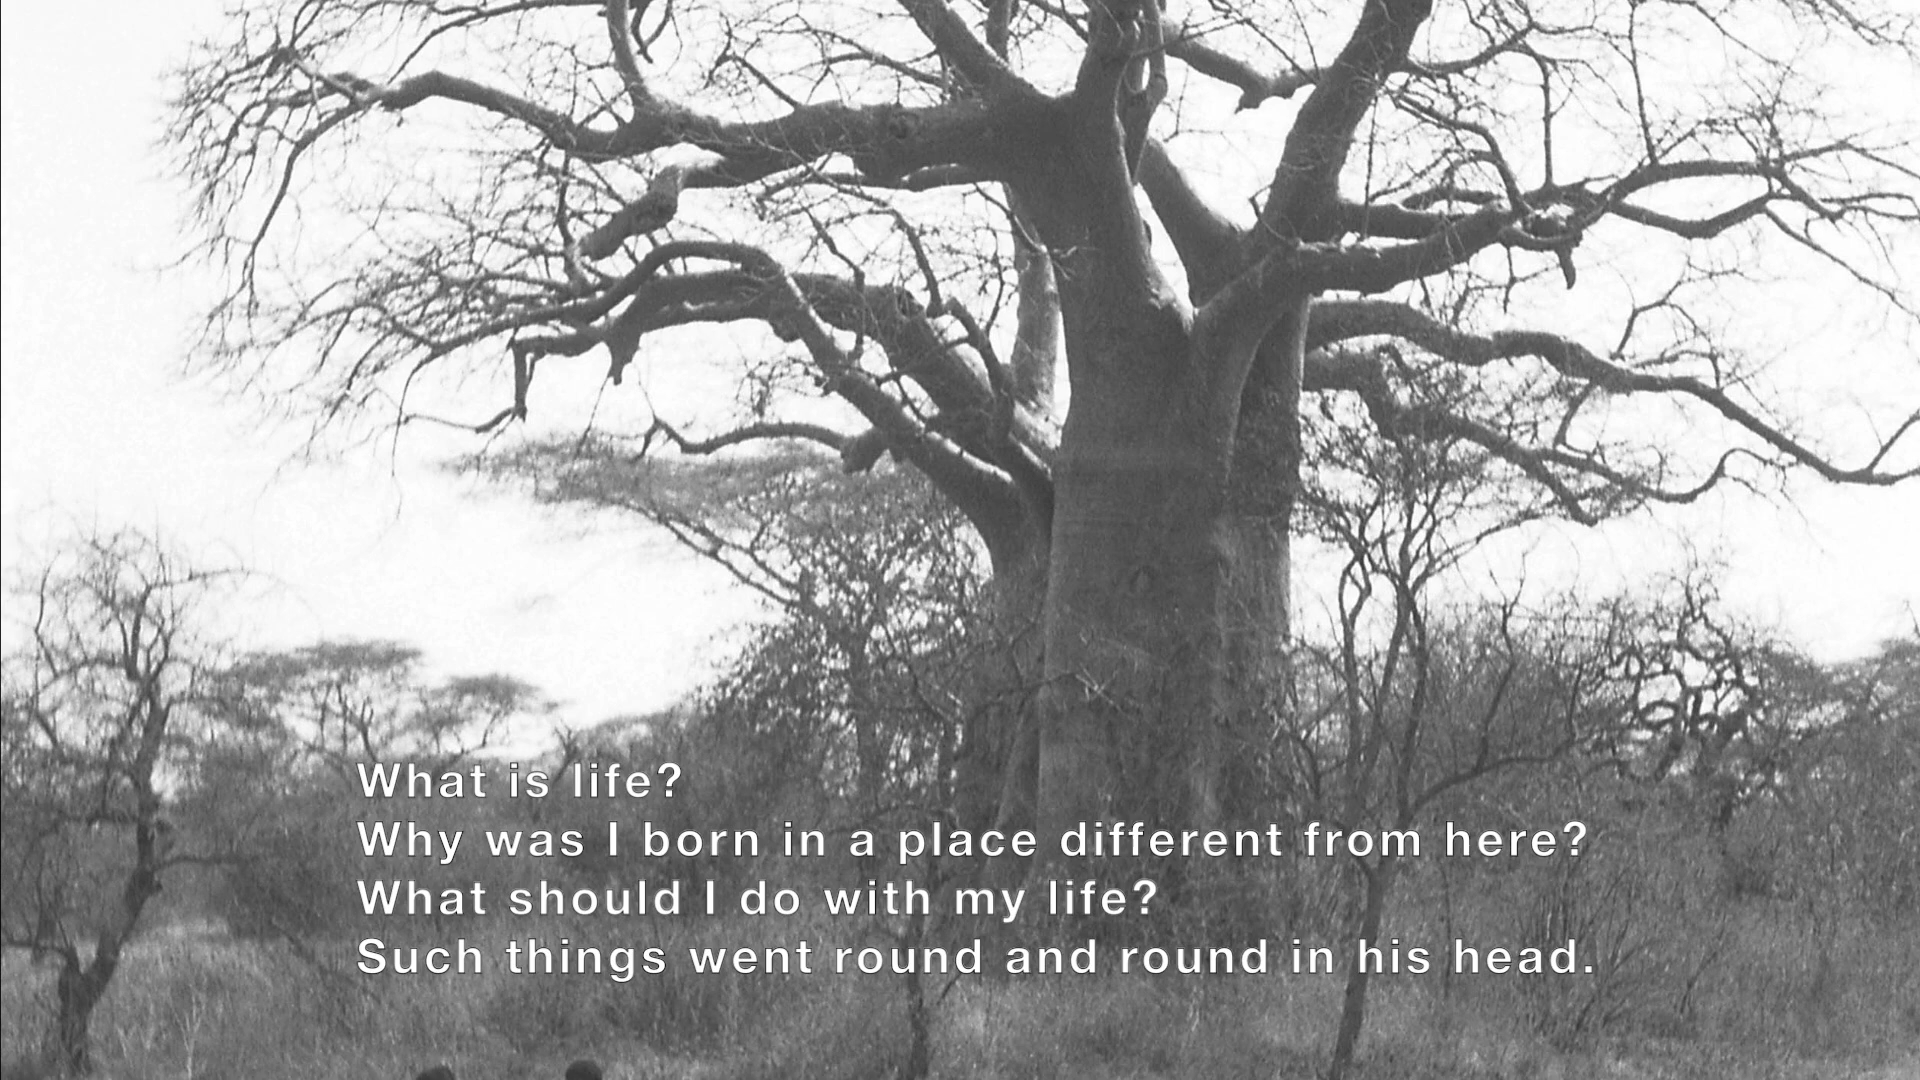 What is life?
Why was I born in a place different from here?
What should I do with my life?
Such things went round and round in his head.